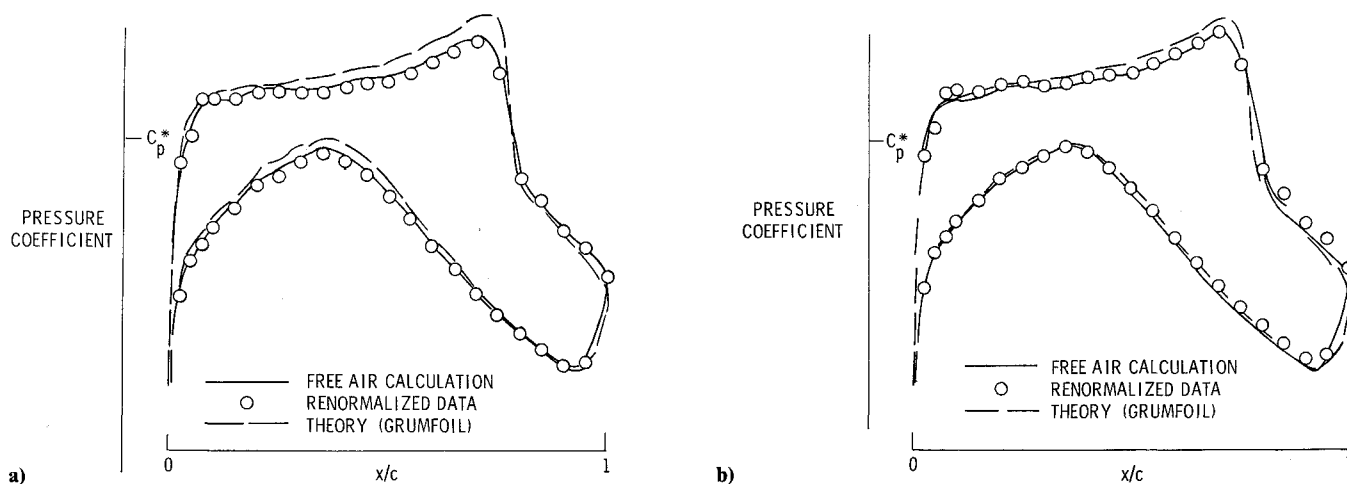 C*p
PRESSURE
COEFFICIENT
FREE AIR CALCULATION
RENORMALIZED DATA
THEORY (GRUMFOIL)
0
1
x/c
a)
C*p
PRESSURE
COEFFICIENT
FREE AIR CALCULATION
RENORMALIZED DATA
THEORY (GRUMFOIL)
0
x/c
b)